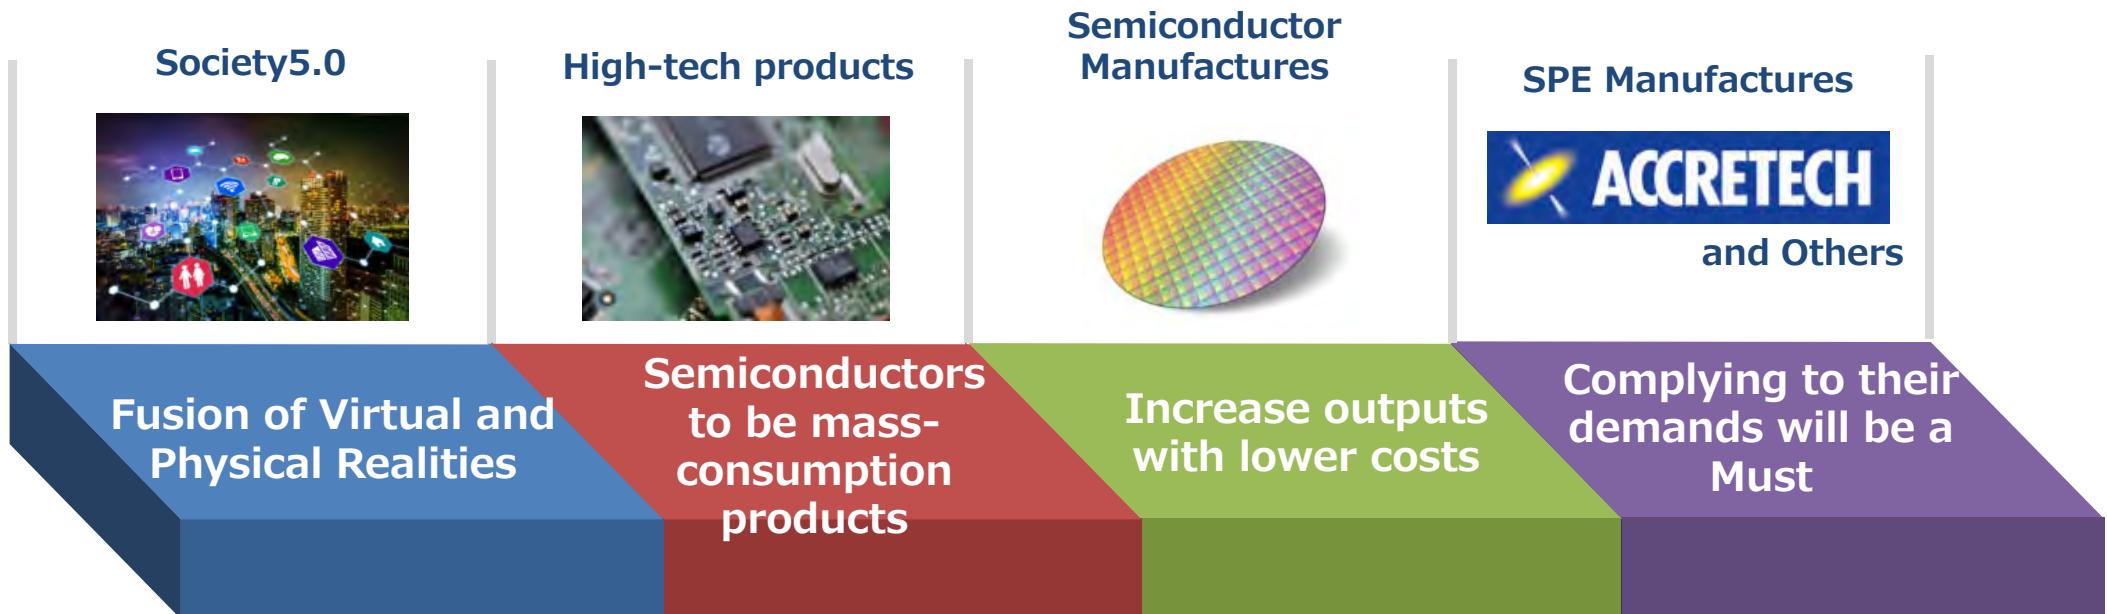 Society5.0
High-tech products
Semiconductor
Manufactures
SPE Manufactures
ACCRETECH
and Others
Fusion of Virtual and
Physical Realities
Semiconductors
to be mass-
consumption
products
Increase outputs
with lower costs
Complying to their
demands will be a
Must